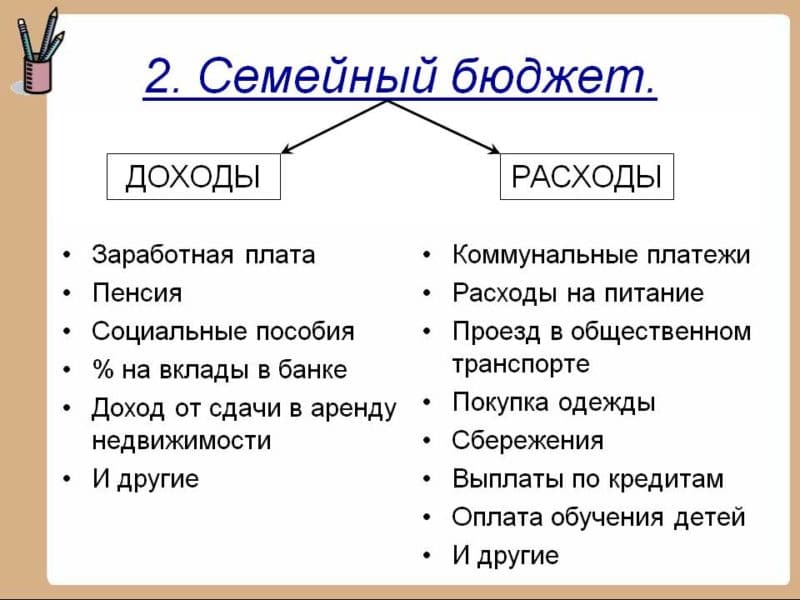 2. Семейный бюджет.
ДОХОДЫ
РАСХОДЫ
• Заработная плата
• Пенсия
• Социальные пособия
• % на вклады в банке
• Доход от сдачи в аренду
недвижимости
• И другие
• Коммунальные платежи
• Расходы на питание
• Проезд в общественном
транспорте
• Покупка одежды
• Сбережения
• Выплаты по кредитам
• Оплата обучения детей
• И другие